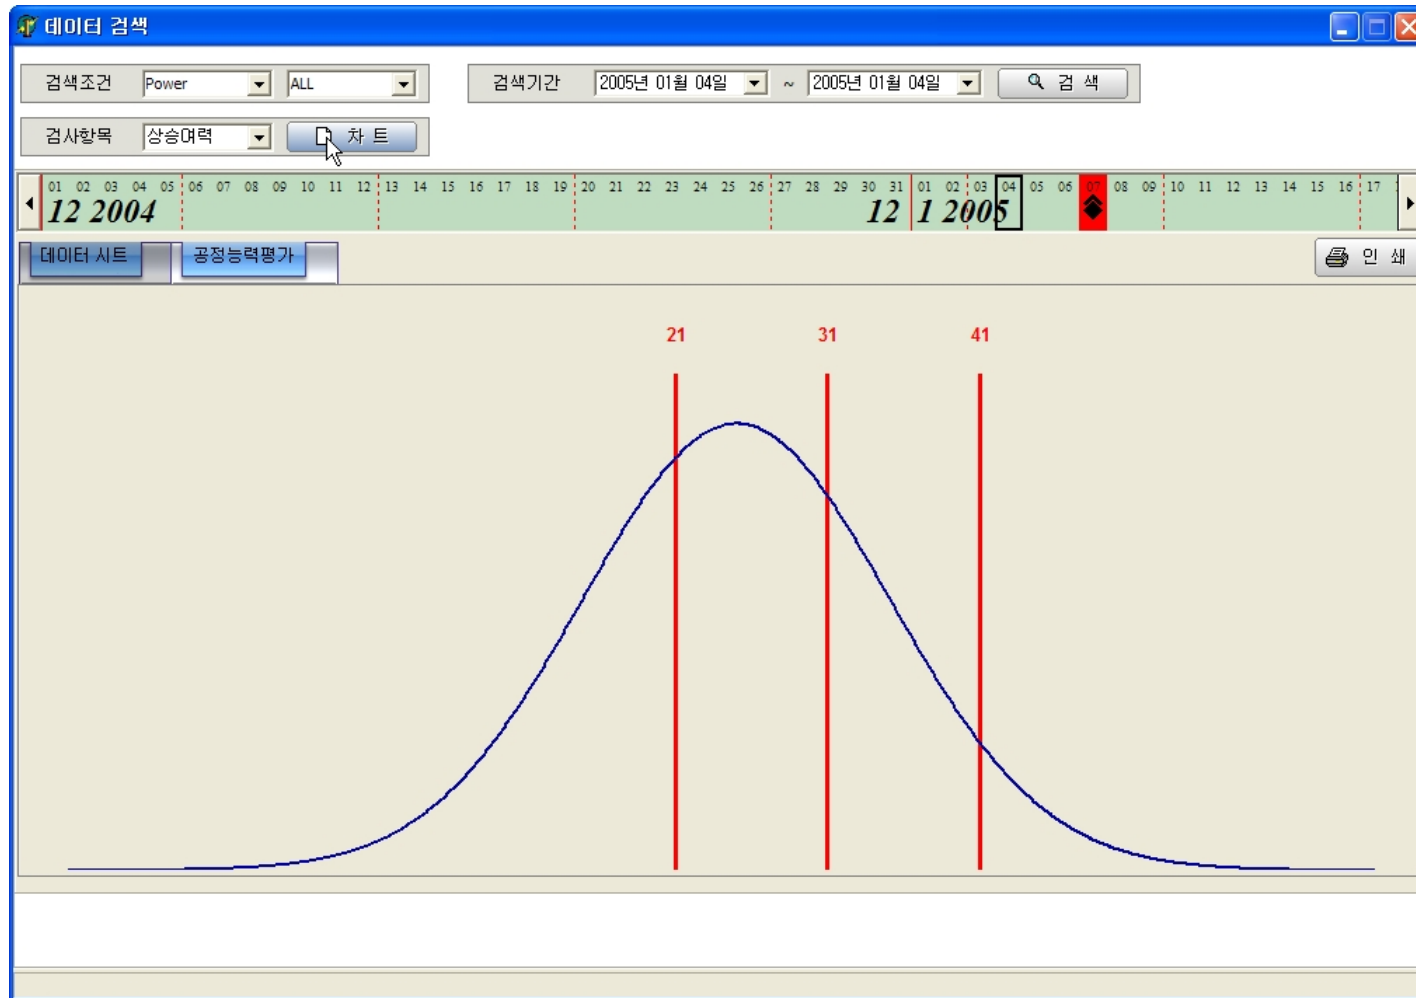 데이터 검색
검색조건 Power ALL 검색기간 2005년 01월 04일 ~ 2005년 01월 04일 검 색
검사항목 상승여력 차 트
01 02 03 04 05 06 07 08 09 10 11 12 13 14 15 16 17 18 19 20 21 22 23 24 25 26 27 28 29 30 31 01 02 03 04 05 06 07 08 09 10 11 12 13 14 15 16 17
12 2004 12 1 2005
데이터 시트 공정능력평가 인 쇄
21 31 41